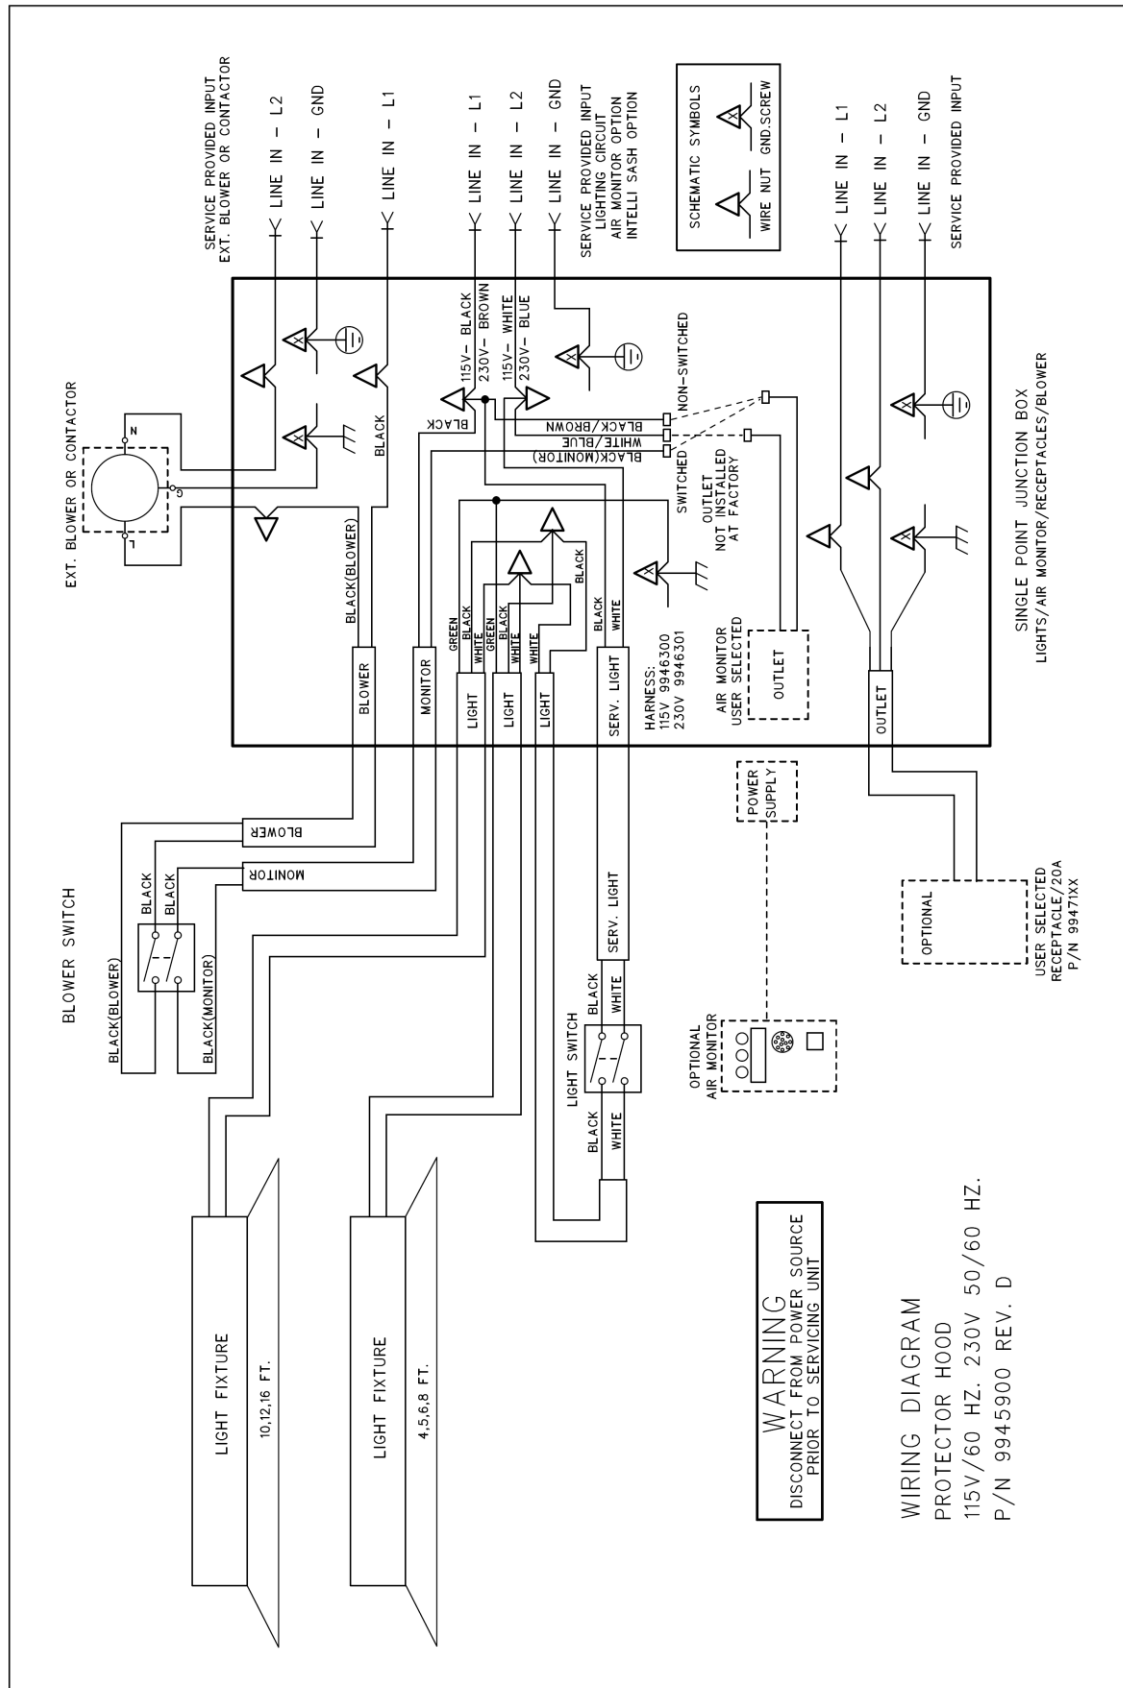 EXT. BLOWER OR CONTACTOR
N
G
L
SERVICE PROVIDED INPUT
EXT. BLOWER OR CONTACTOR
LINE IN - L2
LINE IN - GND
LINE IN - L1
LINE IN - L1
LINE IN - L2
LINE IN - GND
SERVICE PROVIDED INPUT
LIGHTING CIRCUIT
AIR MONITOR OPTION
INTELLI SASH OPTION
SCHEMATIC SYMBOLS
X
WIRE NUT
GND.SCREW
LINE IN - L1
LINE IN - L2
LINE IN - GND
SERVICE PROVIDED INPUT
X
X
BLACK
BLACK(BLOWER)
BLOWER
MONITOR
BLACK
115V- BLACK
230V- BROWN
115V- WHITE
230V- BLUE
X
NON-SWITCHED
BLACK/BROWN
WHITE/BLUE
BLACK(MONITOR)
SWITCHED
OUTLET
NOT INSTALLED
AT FACTORY
GREEN
BLACK
WHITE
GREEN
BLACK
WHITE
WHITE
BLACK
BLACK
WHITE
LIGHT
LIGHT
LIGHT
SERV. LIGHT
X
HARNESS:
115V 9946300
230V 9946301
AIR MONITOR
USER SELECTED
OUTLET
X
X
OUTLET
SINGLE POINT JUNCTION BOX
LIGHTS/AIR MONITOR/RECEPTACLES/BLOWER
BLOWER SWITCH
BLACK(BLOWER)
BLACK
BLACK
BLACK(MONITOR)
BLOWER
MONITOR
SERV. LIGHT
BLACK
WHITE
LIGHT SWITCH
BLACK
WHITE
POWER
SUPPLY
OPTIONAL
AIR MONITOR
OPTIONAL
USER SELECTED
RECEPTACLE/20A
P/N 99471XX
LIGHT FIXTURE
10,12,16 FT.
LIGHT FIXTURE
4,5,6,8 FT.
WARNING
DISCONNECT FROM POWER SOURCE
PRIOR TO SERVICING UNIT
WIRING DIAGRAM
PROTECTOR HOOD
115V/60 HZ. 230V 50/60 HZ.
P/N 9945900 REV. D